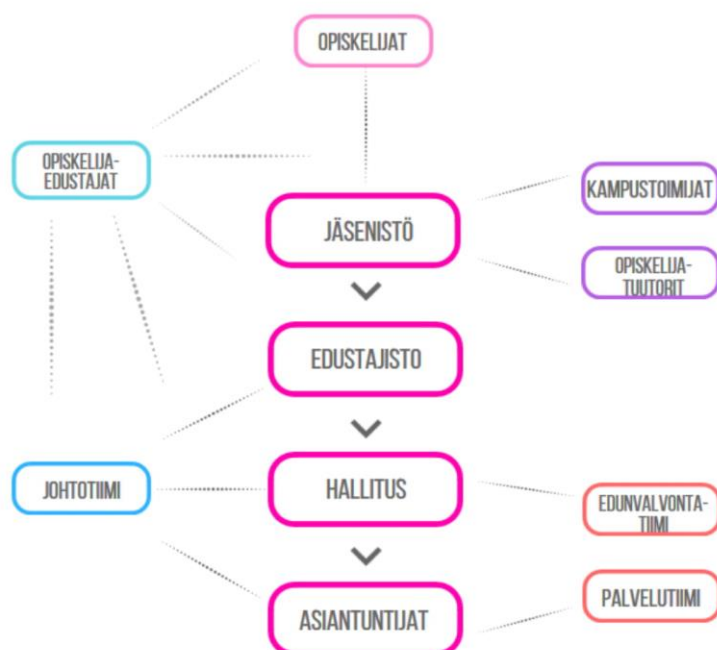 OPISKELIJAT
OPISKELIJA-
EDUSTAJAT
KAMPUSTOIMIJAT
JÄSENISTÖ
OPISKELIJA-
TUUTORIT
EDUSTAJISTO
JOHTOTIIMI
HALLITUS
EDUNVALVONTA-
TIIMI
PALVELUTIIMI
ASIANTUNTIJAT